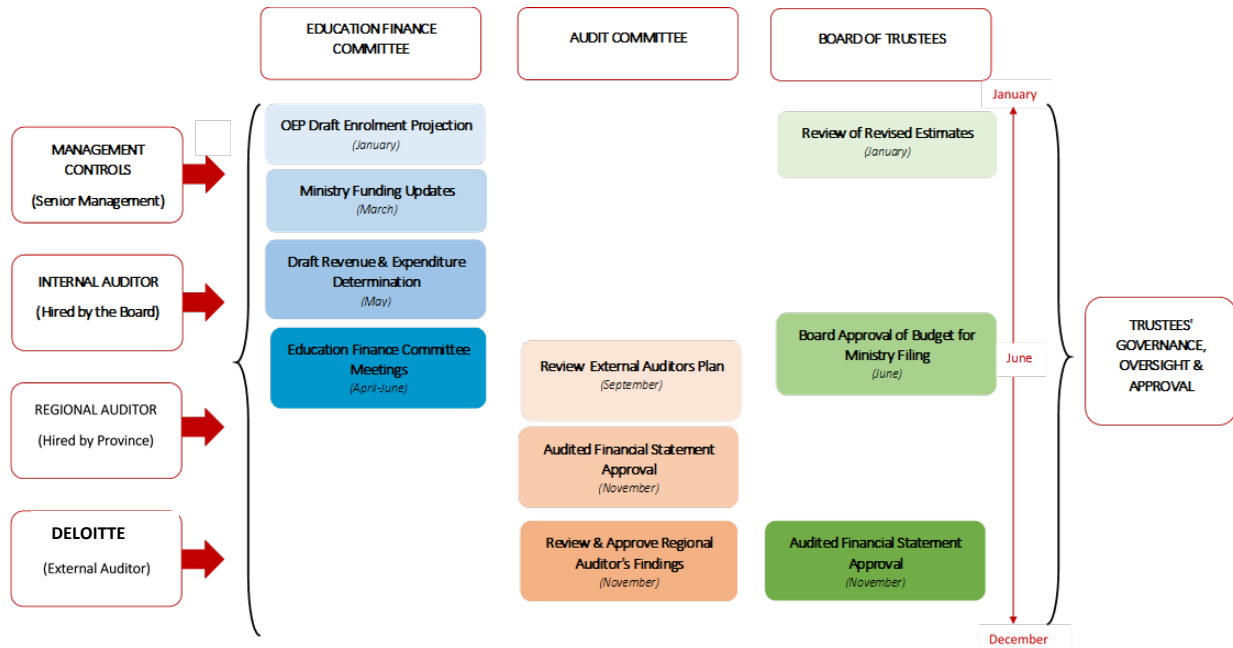 EDUCATION FINANCE
COMMITTEE
AUDIT COMMITTEE
BOARD OF TRUSTEES
January
MANAGEMENT
CONTROLS
(Senior Management)
INTERNAL AUDITOR
(Hired by the Board)
REGIONAL AUDITOR
(Hired by Province)
DELOITTE
(External Auditor)
OEP Draft Enrolment Projection
(January)
Ministry Funding Updates
(March)
Draft Revenue & Expenditure
Determination
(May)
Education Finance Committee
Meetings
(April-June)
Review External Auditors Plan
(September)
Audited Financial Statement
Approval
(November)
Review & Approve Regional
Auditor's Findings
(November)
Review of Revised Estimates
(January)
Board Approval of Budget for
Ministry Filing
(June)
Audited Financial Statement
Approval
(November)
June
December
TRUSTEES'
GOVERNANCE,
OVERSIGHT &
APPROVAL